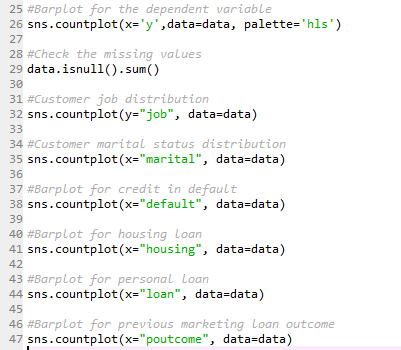 25 #Barplot for the dependent variable
26 sns.countplot(x='y',data=data, palette='hls')
27
28 #Check the missing values
29 data.isnull().sum()
30
31 #Customer job distribution
32 sns.countplot(y="job", data=data)
33
34 #Customer marital status distribution
35 sns.countplot(x="marital", data=data)
36
37 #Barplot for credit in default
38 sns.countplot(x="default", data=data)
39
40 #Barplot for housing loan
41 sns.countplot(x="housing", data=data)
42
43 #Barplot for personal loan
44 sns.countplot(x="loan", data=data)
45
46 #Barplot for previous marketing loan outcome
47 sns.countplot(x="poutcome", data=data)